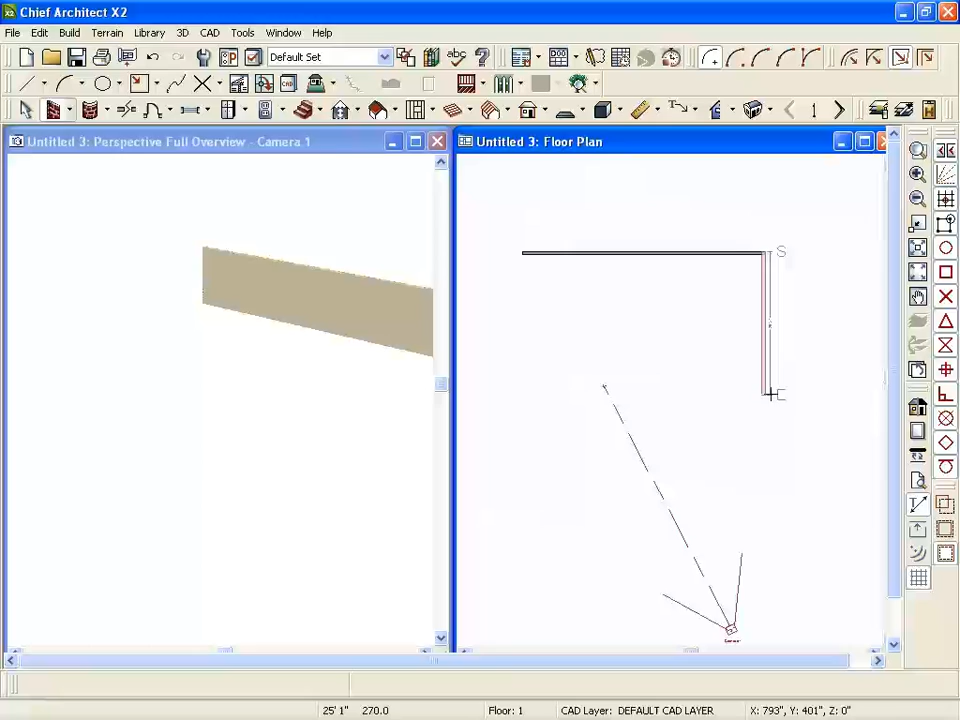 Chief Architect X2
File Edit Build Terrain Library 3D CAD Tools Window Help
Default Set
CAD
1
Untitled 3: Perspective Full Overview - Camera 1
Untitled 3: Floor Plan
S
E
25' 1" 270.0 Floor: 1 CAD Layer: DEFAULT CAD LAYER X: 793", Y: 401", Z: 0"